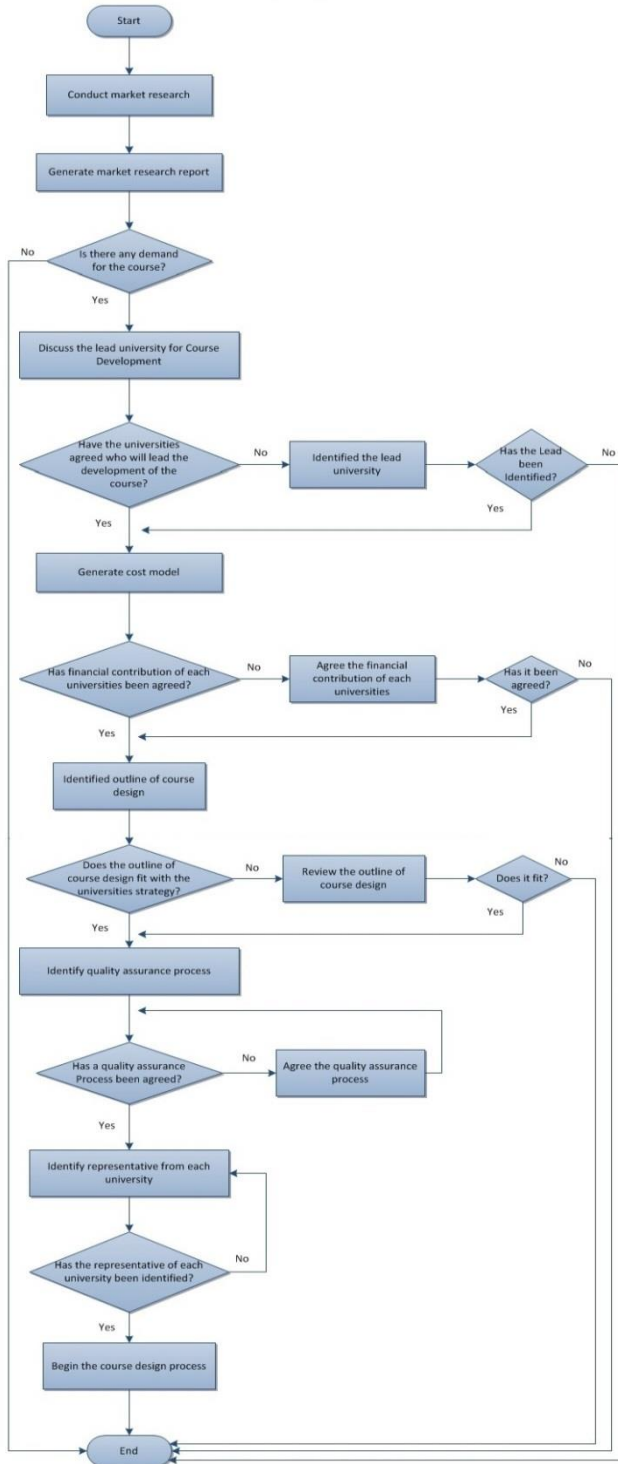 Start
Conduct market research
Generate market research report
No
Is there any demand
for the course?
Yes
Discuss the lead university for Course
Development
Have the universities
agreed who will lead the
development of the
course?
No
Identified the lead
university
Has the Lead
been
Identified?
No
Yes
Yes
Generate cost model
Has financial contribution of each
universities been agreed?
No
Agree the financial
contribution of each
universities
Has it been
agreed?
No
Yes
Yes
Identified outline of course
design
Does the outline of
course design fit with the
universities strategy?
No
Review the outline of
course design
Does it fit?
No
Yes
Yes
Identify quality assurance process
Has a quality assurance
Process been agreed?
No
Agree the quality assurance
process
Yes
Identify representative from each
university
Has the representative of each
university been identified?
No
Yes
Begin the course design process
End